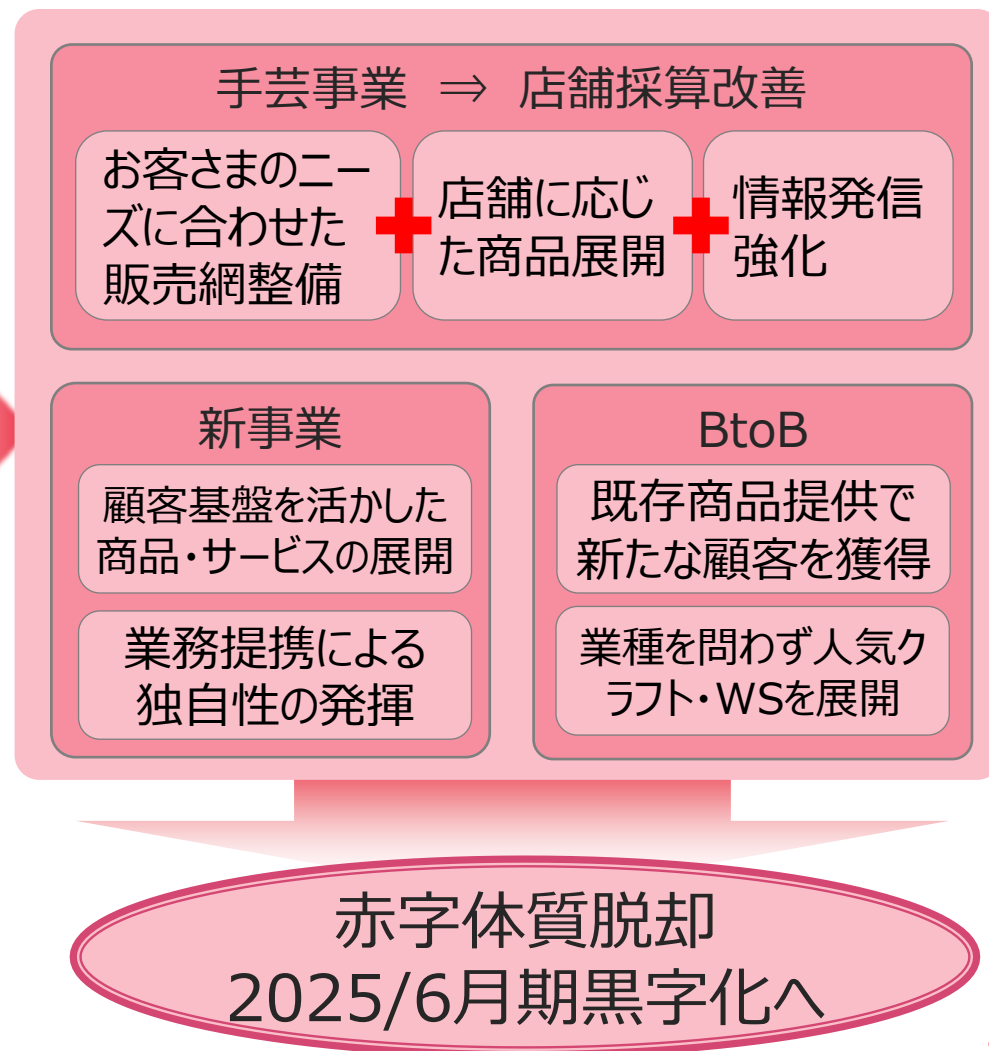 手芸事業 ⇒ 店舗採算改善
お客さまのニー
ズに合わせた
販売網整備
店舗に応じ
た商品展開
情報発信
強化
新事業
顧客基盤を活かした
商品・サービスの展開
業務提携による
独自性の発揮
BtoB
既存商品提供で
新たな顧客を獲得
業種を問わず人気ク
ラフト・WSを展開
赤字体質脱却
2025/6月期黒字化へ